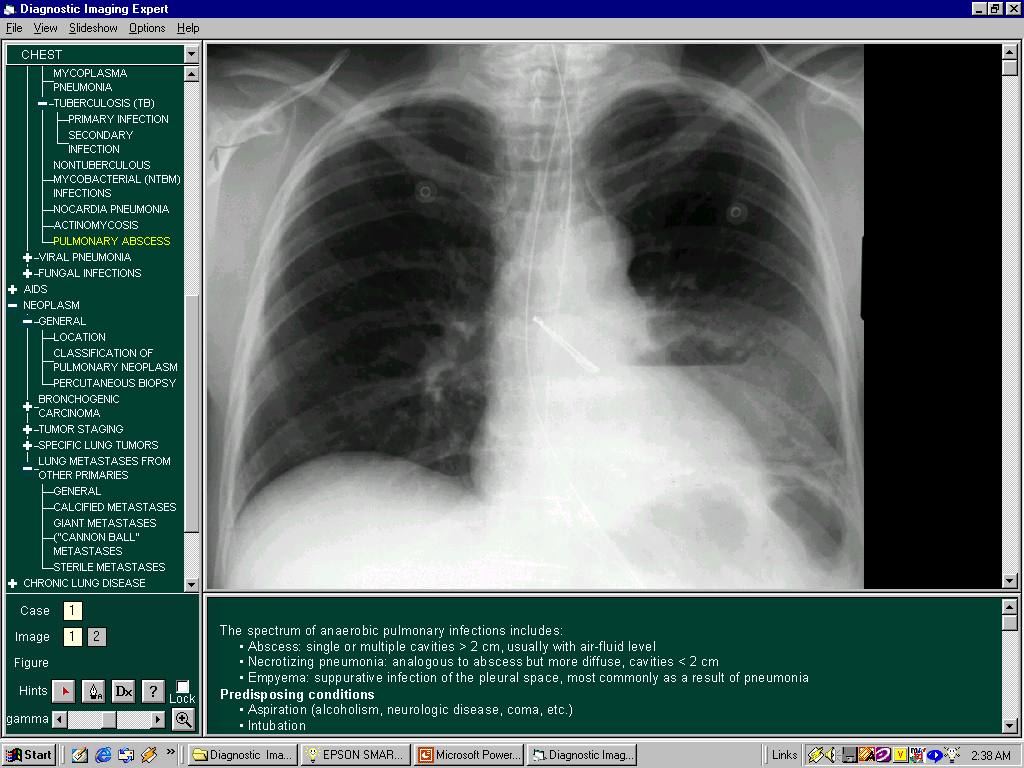 Diagnostic Imaging Expert
File View Slideshow Options Help
CHEST
MYCOPLASMA
PNEUMONIA
TUBERCULOSIS (TB)
PRIMARY INFECTION
SECONDARY
INFECTION
NONTUBERCULOUS
MYCOBACTERIAL (NTBM)
INFECTIONS
NOCARDIA PNEUMONIA
ACTINOMYCOSIS
PULMONARY ABSCESS
VIRAL PNEUMONIA
FUNGAL INFECTIONS
AIDS
NEOPLASM
GENERAL
LOCATION
CLASSIFICATION OF
PULMONARY NEOPLASM
PERCUTANEOUS BIOPSY
BRONCHOGENIC
CARCINOMA
TUMOR STAGING
SPECIFIC LUNG TUMORS
LUNG METASTASES FROM
OTHER PRIMARIES
GENERAL
CALCIFIED METASTASES
GIANT METASTASES
("CANNON BALL"
METASTASES
STERILE METASTASES
CHRONIC LUNG DISEASE
Case 1
Image 1 2
Figure
Hints Dx ? Lock
gamma
The spectrum of anaerobic pulmonary infections includes:
• Abscess: single or multiple cavities > 2 cm, usually with air-fluid level
• Necrotizing pneumonia: analogous to abscess but more diffuse, cavities < 2 cm
• Empyema: suppurative infection of the pleural space, most commonly as a result of pneumonia
Predisposing conditions
• Aspiration (alcoholism, neurologic disease, coma, etc.)
• Intubation
Start » Diagnostic Ima... EPSON SMAR... Microsoft Power... Diagnostic Imag... Links 2:38 AM